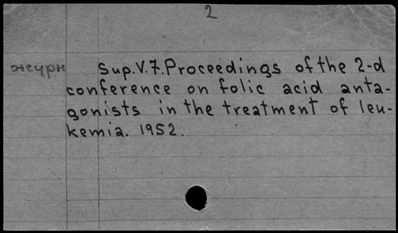 2
журн Sup.V.7.Proceedings of the 2-d
conference on folic acid anta-
gonists in the treatment of leu-
kemia. 1952.